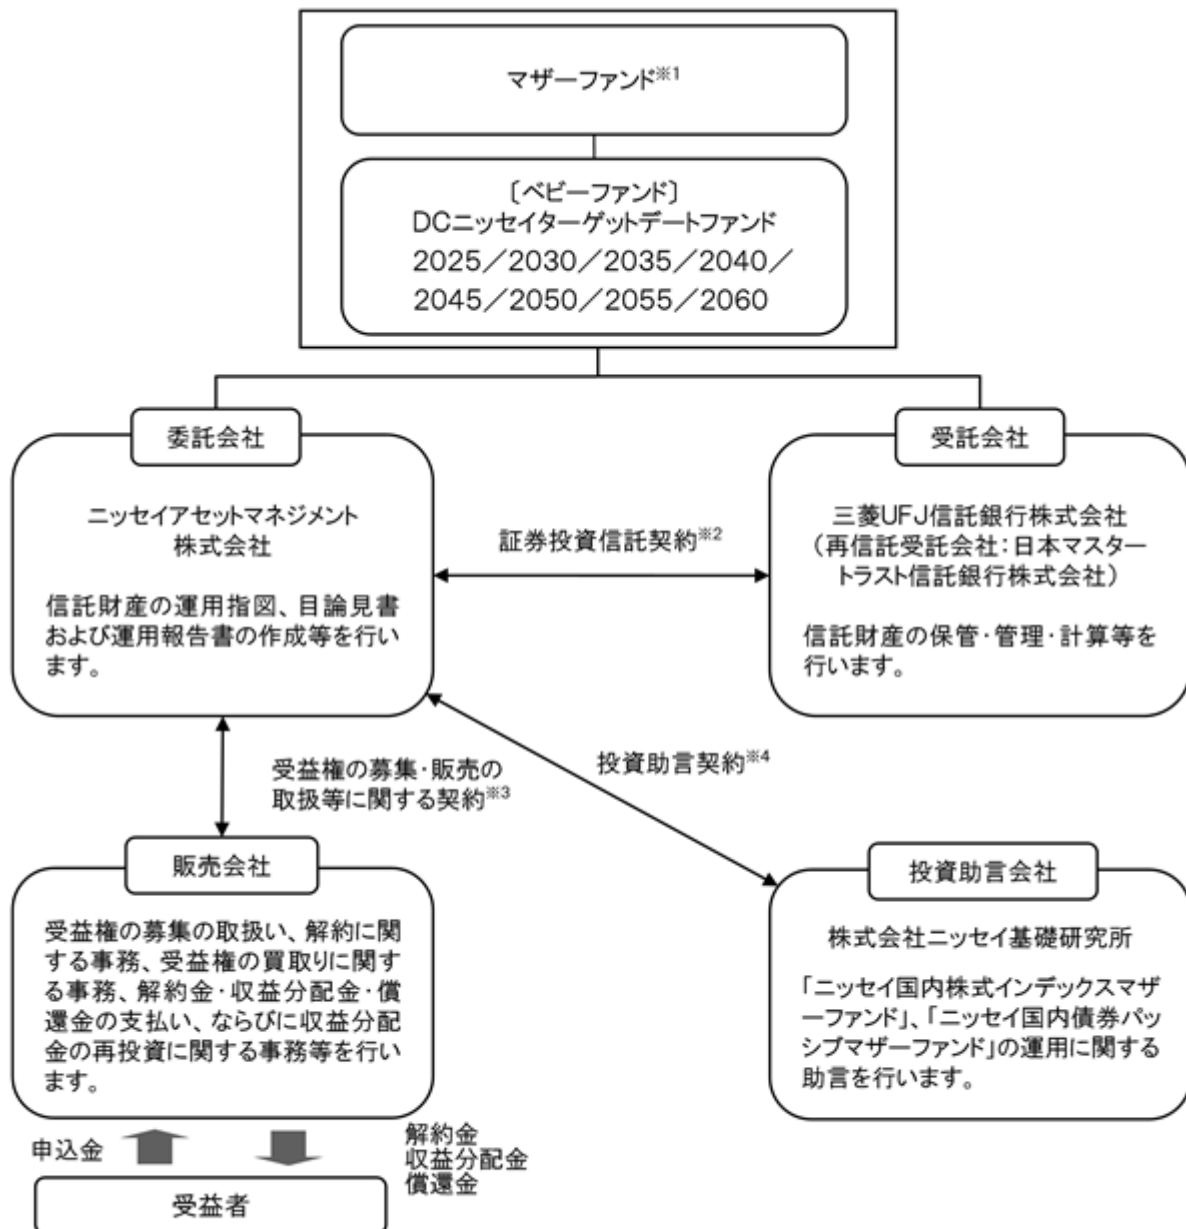 マザーファンド※1
〔ベビーファンド〕
DCニッセイターゲットデートファンド
2025／2030／2035／2040／
2045／2050／2055／2060
委託会社
ニッセイアセットマネジメント
株式会社
信託財産の運用指図、目論見書
および運用報告書の作成等を行い
ます。
証券投資信託契約※2
受託会社
三菱UFJ信託銀行株式会社
（再信託受託会社：日本マスター
トラスト信託銀行株式会社）
信託財産の保管・管理・計算等を
行います。
受益権の募集・販売の
取扱等に関する契約※3
投資助言契約※4
販売会社
受益権の募集の取扱い、解約に関
する事務、受益権の買取りに関す
る事務、解約金・収益分配金・償
還金の支払い、ならびに収益分配
金の再投資に関する事務等を行い
ます。
投資助言会社
株式会社ニッセイ基礎研究所
「ニッセイ国内株式インデックスマザ
ーファンド」、「ニッセイ国内債券パッ
シブマザーファンド」の運用に関する
助言を行います。
申込金
解約金
収益分配金
償還金
受益者